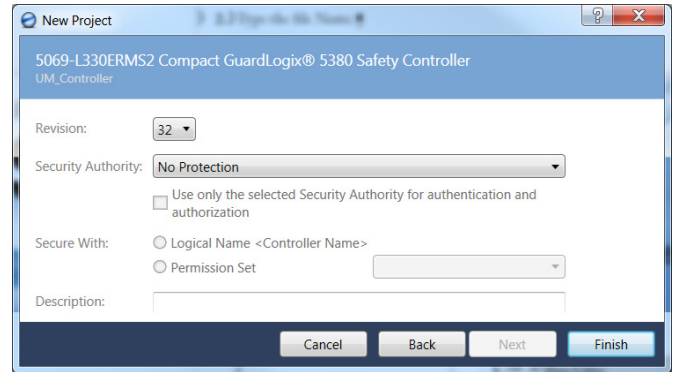 New Project
5069-L330ERMS2 Compact GuardLogix® 5380 Safety Controller
UM_Controller
Revision:
32
Security Authority:
No Protection
Use only the selected Security Authority for authentication and
authorization
Secure With:
Logical Name <Controller Name>
Permission Set
Description:
Cancel
Back
Next
Finish